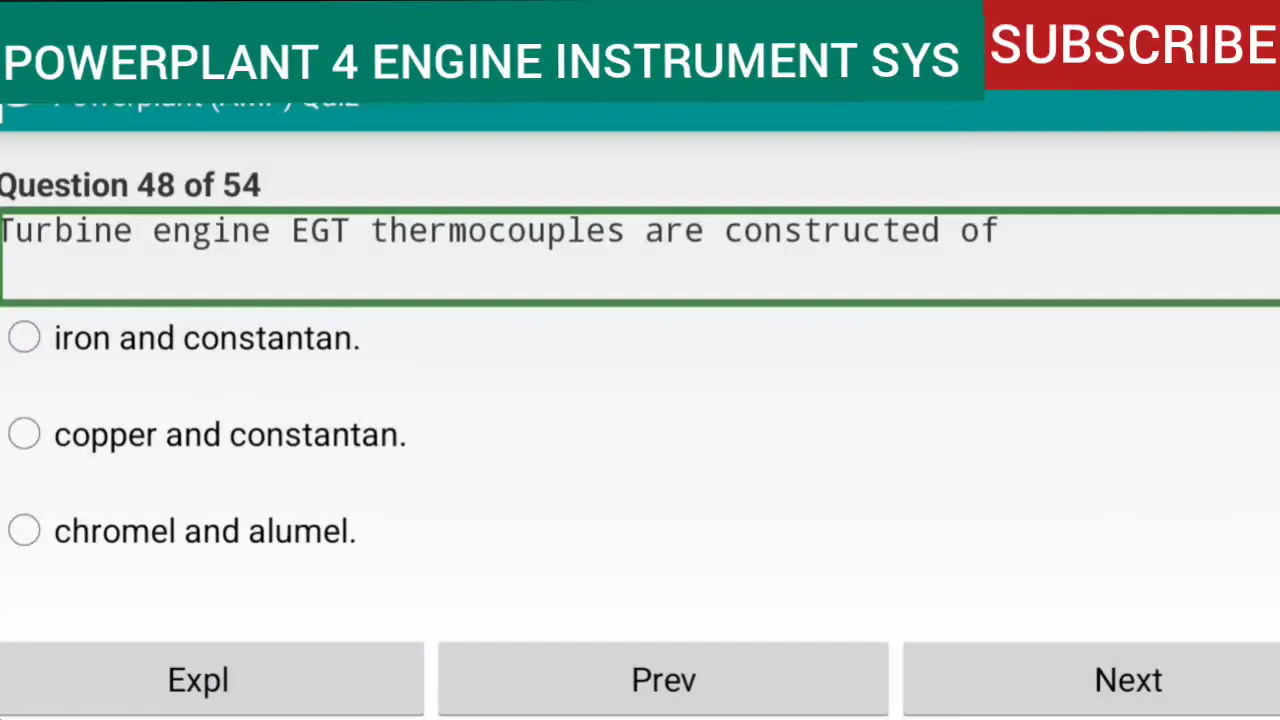 POWERPLANT 4 ENGINE INSTRUMENT SYS
SUBSCRIBE
Question 48 of 54
Turbine engine EGT thermocouples are constructed of
iron and constantan.
copper and constantan.
chromel and alumel.
Expl
Prev
Next